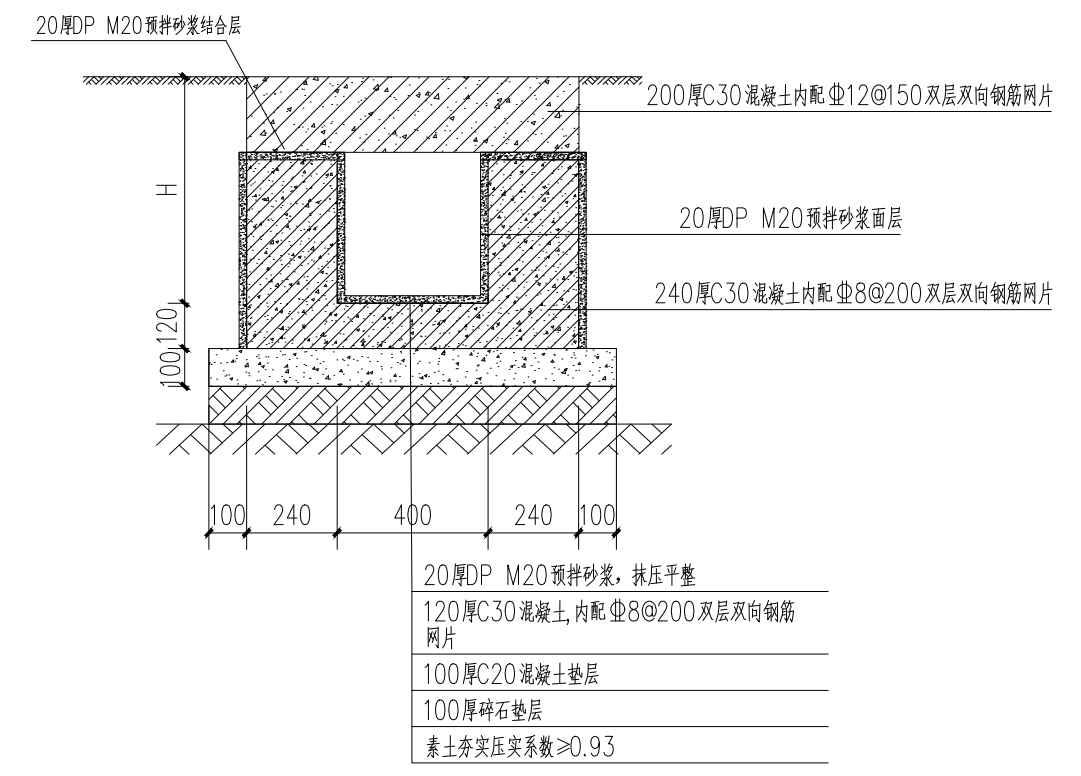 20厚DP M20预拌砂浆结合层
200厚C30混凝土内配Φ12@150双层双向钢筋网片
H
20厚DP M20预拌砂浆面层
240厚C30混凝土内配Φ8@200双层双向钢筋网片
120
100
100
240
400
240
100
20厚DP M20预拌砂浆，抹压平整
120厚C30混凝土,内配Φ8@200双层双向钢筋
网片
100厚C20混凝土垫层
100厚碎石垫层
素土夯实压实系数≥0.93